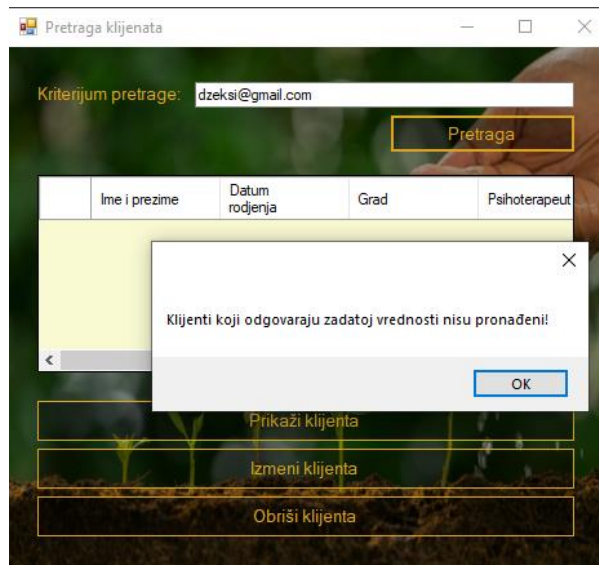 Pretraga klijenata
Kriterijum pretrage: dzeksi@gmail.com
Pretraga
Ime i prezime Datum rodjenja Grad Psihoterapeut
Klijenti koji odgovaraju zadatoj vrednosti nisu pronađeni!
OK
Prikaži klijenta
Izmeni klijenta
Obriši klijenta